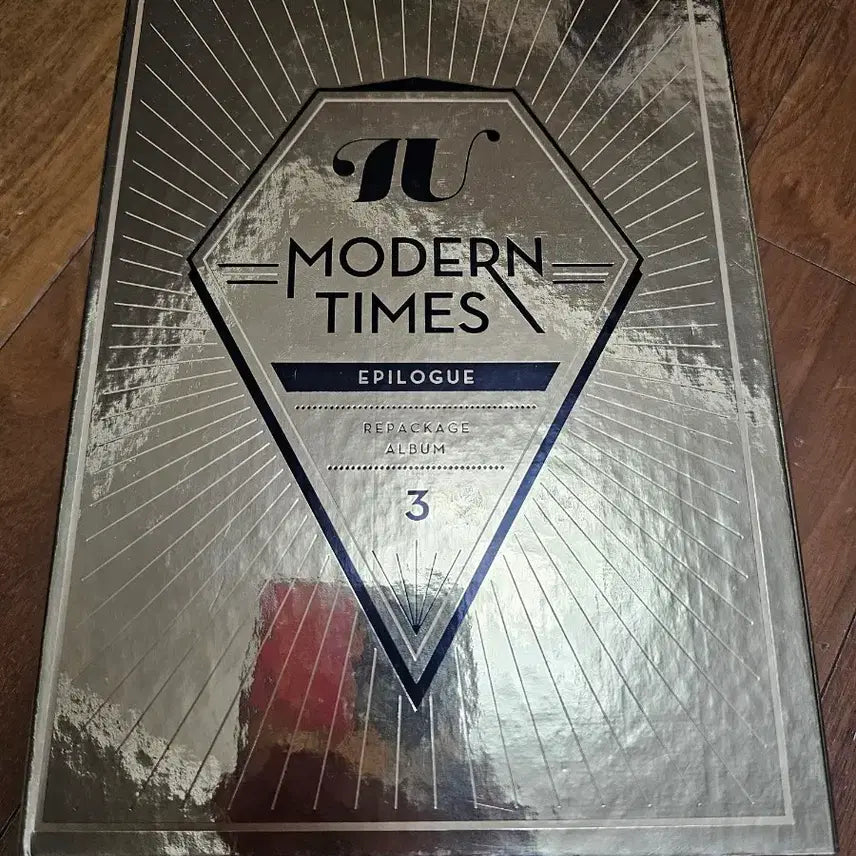 IU
MODERN
TIMES
EPILOGUE
REPACKAGE
ALBUM
3